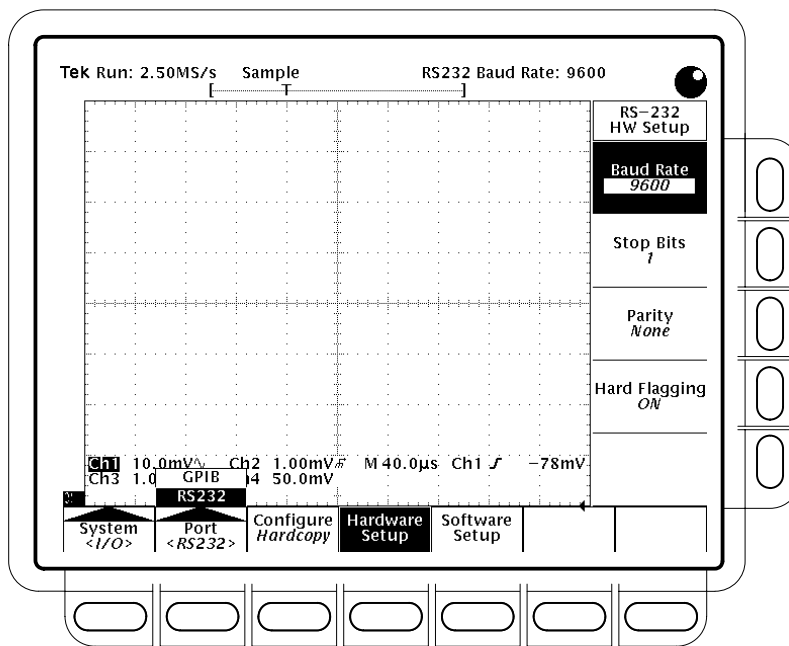 Tek Run: 2.50MS/s Sample RS232 Baud Rate: 9600
[ T ]
RS−232
HW Setup
Baud Rate
9600
Stop Bits
1
Parity
None
Hard Flagging
ON
Ch1 10.0mV Ch2 1.00mV M 40.0µs Ch1 −78mV
Ch3 1.0 4 50.0mV
GPIB
RS232
System
<I/O>
Port
<RS232>
Configure
Hardcopy
Hardware
Setup
Software
Setup